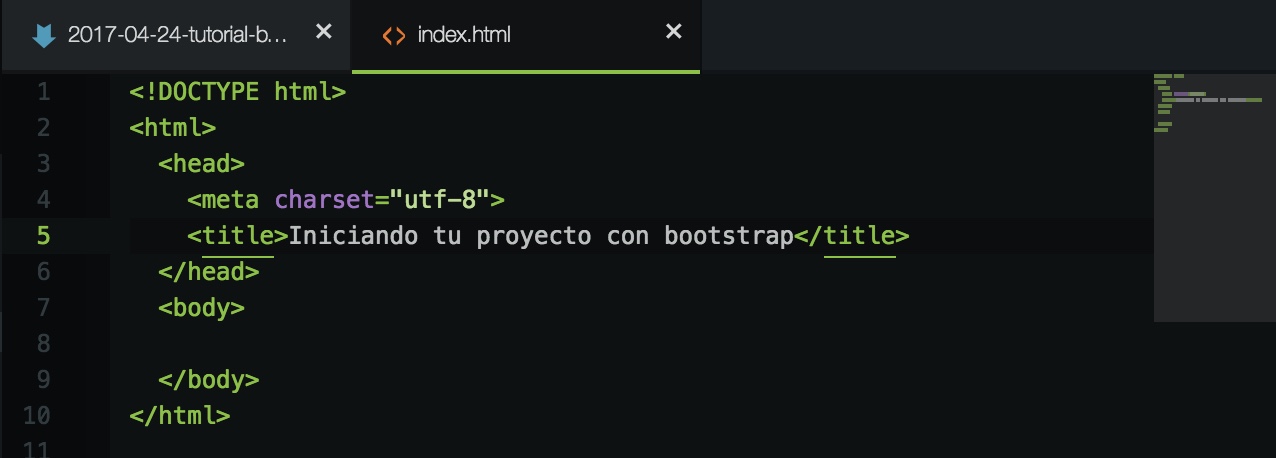 2017-04-24-tutorial-b... × <> index.html ×
1 <!DOCTYPE html>
2 <html>
3 <head>
4 <meta charset="utf-8">
5 <title>Iniciando tu proyecto con bootstrap</title>
6 </head>
7 <body>
8
9 </body>
10 </html>
11